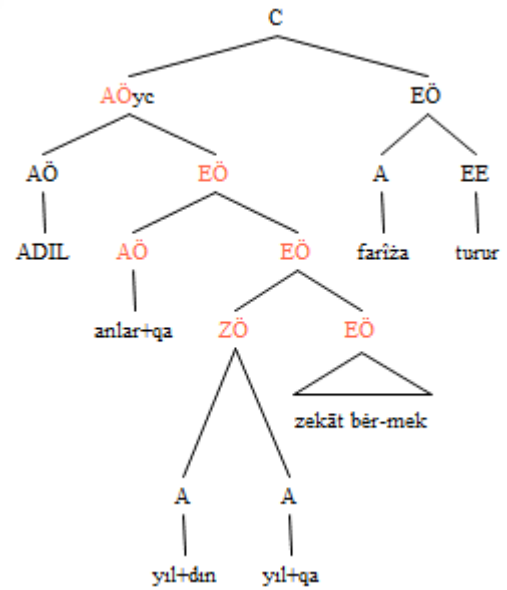 C
AÖyc EÖ
AÖ EÖ A EE
ADIL AÖ EÖ farîża turur
anlar+qa ZÖ EÖ
zekāt bėr-mek
A A
yıl+dın yıl+qa